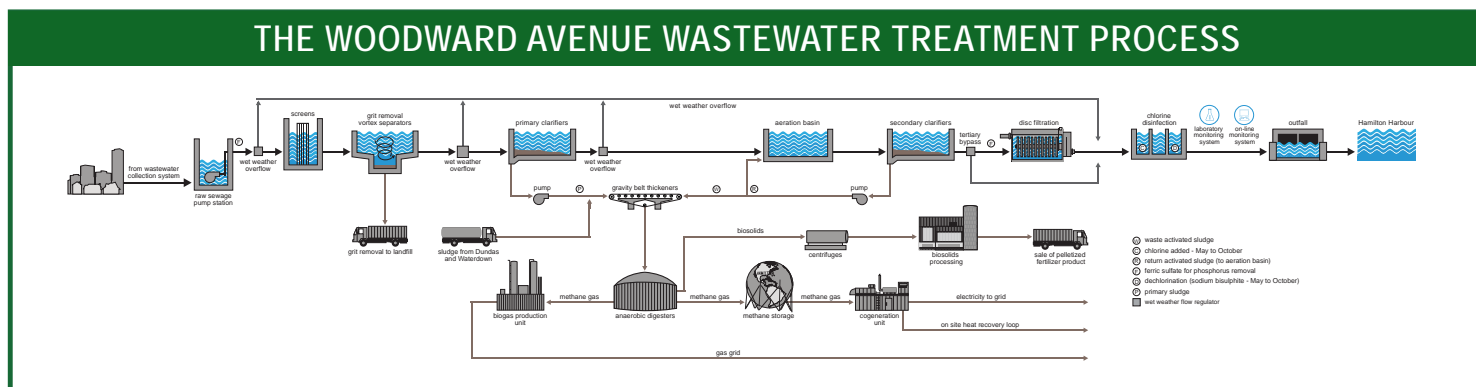 THE WOODWARD AVENUE WASTEWATER TREATMENT PROCESS
wet weather overflow
screens
grit removal
vortex separators
primary clarifiers
aeration basin
secondary clarifiers
tertiary
bypass
disc filtration
chlorine
disinfection
laboratory
monitoring
system
on-line
monitoring
system
outfall
Hamilton Harbour
F
F
C
D
from wastewater
collection system
raw sewage
pump station
wet weather
overflow
wet weather
overflow
wet weather
overflow
pump
P
gravity belt thickeners
W
R
pump
grit removal to landfill
sludge from Dundas
and Waterdown
biosolids
centrifuges
biosolids
processing
sale of pelletized
fertilizer product
W waste activated sludge
C chlorine added - May to October
R return activated sludge (to aeration basin)
F ferric sulfate for phosphorus removal
D dechlorination (sodium bisulphite - May to October)
P primary sludge
wet weather flow regulator
biogas production
unit
methane gas
anaerobic digesters
methane gas
methane storage
methane gas
cogeneration
unit
electricity to grid
on site heat recovery loop
gas grid